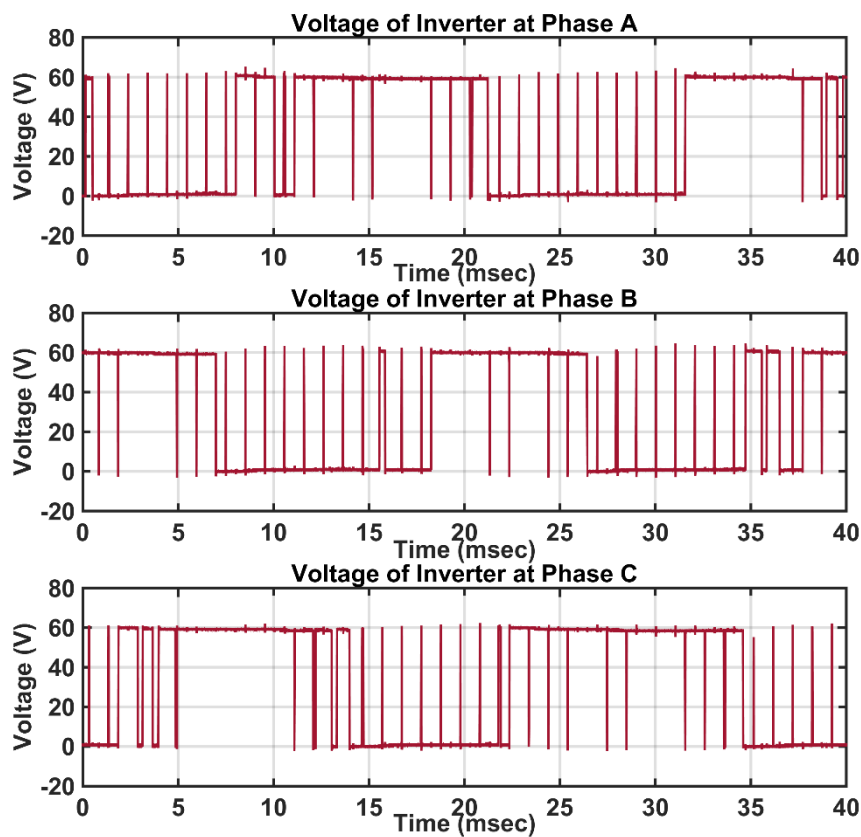 Voltage of Inverter at Phase A
80
60
40
20
0
-20
Voltage (V)
0 5 10 15 20 25 30 35 40
Time (msec)
Voltage of Inverter at Phase B
80
60
40
20
0
-20
Voltage (V)
0 5 10 15 20 25 30 35 40
Time (msec)
Voltage of Inverter at Phase C
80
60
40
20
0
-20
Voltage (V)
0 5 10 15 20 25 30 35 40
Time (msec)